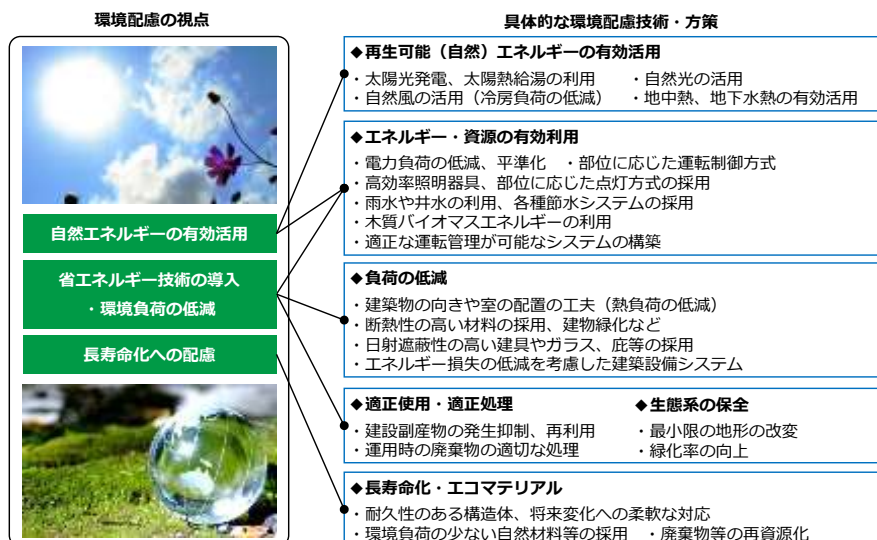 環境配慮の視点
自然エネルギーの有効活用
省エネルギー技術の導入
・環境負荷の低減
長寿命化への配慮
具体的な環境配慮技術・方策
◆再生可能（自然）エネルギーの有効活用
・太陽光発電、太陽熱給湯の利用　・自然光の活用
・自然風の活用（冷房負荷の低減）　・地中熱、地下水熱の有効活用
◆エネルギー・資源の有効利用
・電力負荷の低減、平準化　・部位に応じた運転制御方式
・高効率照明器具、部位に応じた点灯方式の採用
・雨水や井水の利用、各種節水システムの採用
・木質バイオマスエネルギーの利用
・適正な運転管理が可能なシステムの構築
◆負荷の低減
・建築物の向きや室の配置の工夫（熱負荷の低減）
・断熱性の高い材料の採用、建物緑化など
・日射遮蔽性の高い建具やガラス、庇等の採用
・エネルギー損失の低減を考慮した建築設備システム
◆適正使用・適正処理
・建設副産物の発生抑制、再利用
・運用時の廃棄物の適切な処理
◆生態系の保全
・最小限の地形の改変
・緑化率の向上
◆長寿命化・エコマテリアル
・耐久性のある構造体、将来変化への柔軟な対応
・環境負荷の少ない自然材料等の採用　・廃棄物等の再資源化